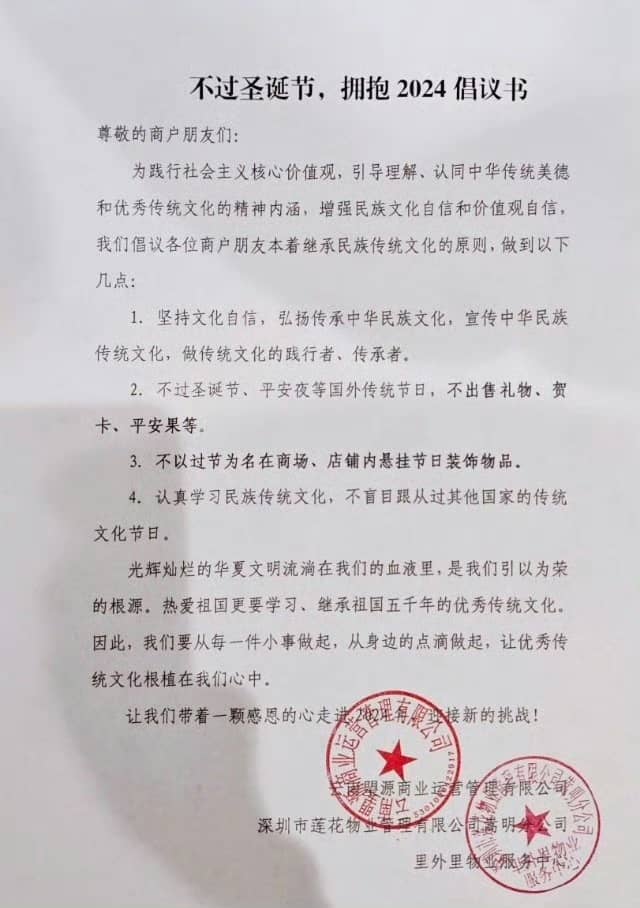 不过圣诞节，拥抱 2024 倡议书
尊敬的商户朋友们：
为践行社会主义核心价值观，引导理解、认同中华传统美德
和优秀传统文化的精神内涵，增强民族文化自信和价值观自信，
我们倡议各位商户朋友本着继承民族传统文化的原则，做到以下
几点：
1. 坚持文化自信，弘扬传承中华民族文化，宣传中华民族
传统文化，做传统文化的践行者、传承者。
2. 不过圣诞节、平安夜等国外传统节日，不出售礼物、贺
卡、平安果等。
3. 不以过节为名在商场、店铺内悬挂节日装饰物品。
4. 认真学习民族传统文化，不盲目跟从过其他国家的传统
文化节日。
光辉灿烂的华夏文明流淌在我们的血液里，是我们引以为荣
的根源。热爱祖国更要学习、继承祖国五千年的优秀传统文化。
因此，我们要从每一件小事做起，从身边的点滴做起，让优秀传
统文化根植在我们心中。
让我们带着一颗感恩的心走进 2024 年，迎接新的挑战！
云南曌源商业运营管理有限公司
深圳市莲花物业管理有限公司嵩明分公司
里外里物业服务中心